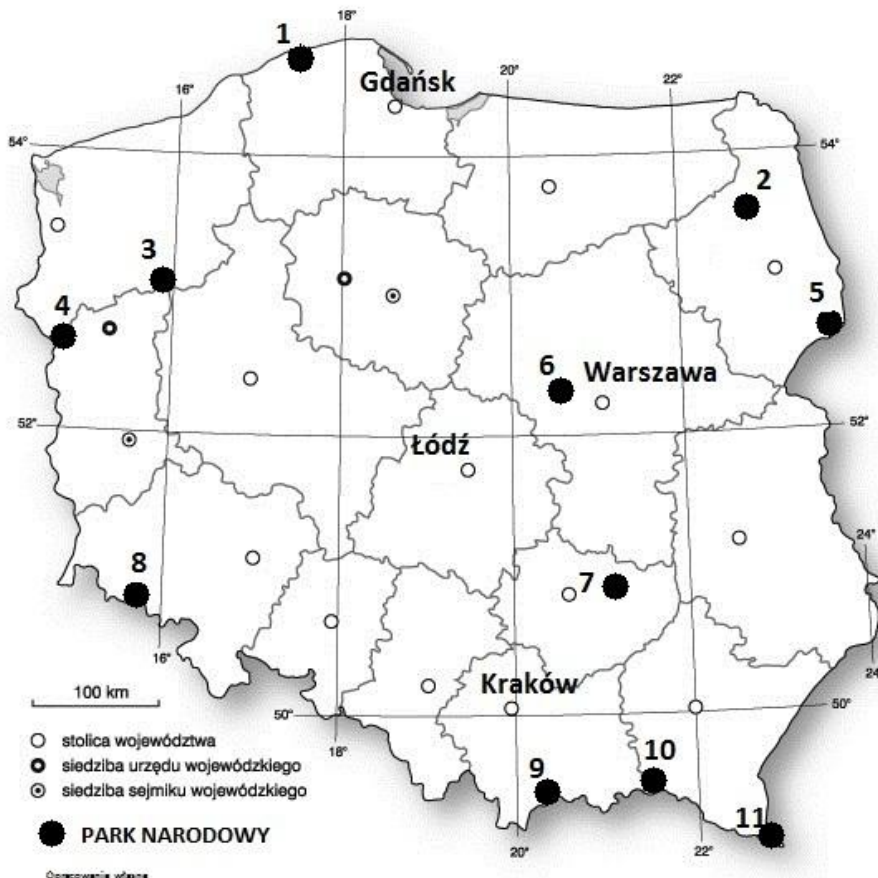 18°
1
Gdańsk
20°
22°
16°
54°
54°
2
3
4
5
6
Warszawa
52°
52°
Łódź
24°
8
7
16°
Kraków
24°
100 km
50°
50°
18°
stolica województwa
siedziba urzędu wojewódzkiego
siedziba sejmiku wojewódzkiego
9
10
PARK NARODOWY
11
20°
22°
Opracowanie własne